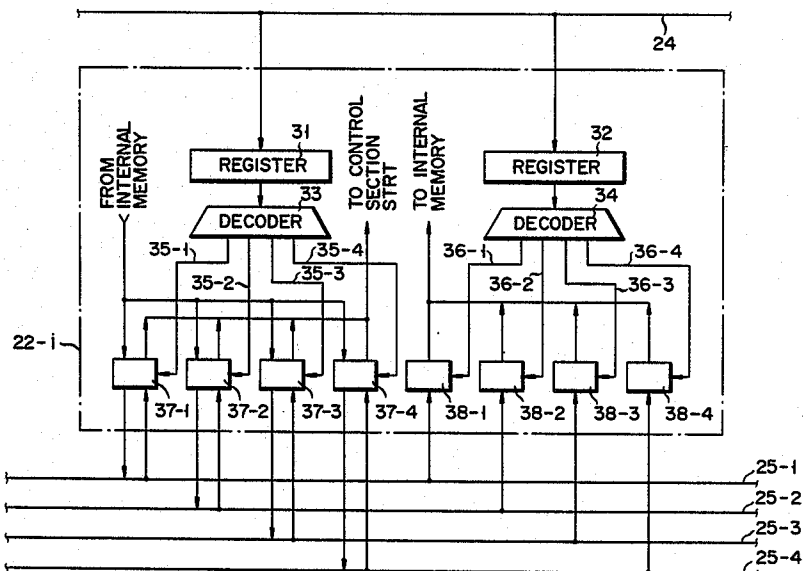 24
FROM
INTERNAL
MEMORY
31
REGISTER
33
DECODER
TO CONTROL
SECTION
STRT
TO INTERNAL
MEMORY
32
REGISTER
34
DECODER
35-1
35-2
35-3
35-4
36-1
36-2
36-3
36-4
22-i
37-1
37-2
37-3
37-4
38-1
38-2
38-3
38-4
25-1
25-2
25-3
25-4